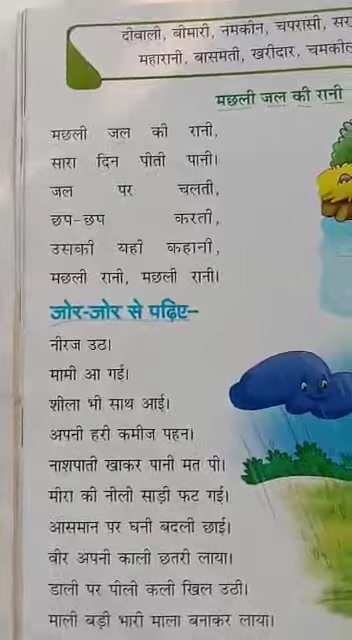 दीवाली, बीमारी, नमकीन, चपरासी,
महारानी, बासमती, खरीदार,
मछली जल की रानी
मछली जल की रानी,
सारा दिन पीती पानी।
जल पर चलती,
छप-छप करती,
उसकी यही कहानी,
मछली रानी, मछली रानी।
जोर-जोर से पढ़िए–
नीरज उठ।
मामी आ गई।
शीला भी साथ आई।
अपनी हरी कमीज पहन।
नाशपाती खाकर पानी मत पी।
मीरा की नीली साड़ी फट गई।
आसमान पर घनी बदली छाई।
वीर अपनी काली छतरी लाया।
डाली पर पीली कली खिल उठी।
माली बड़ी भारी माला बनाकर लाया।